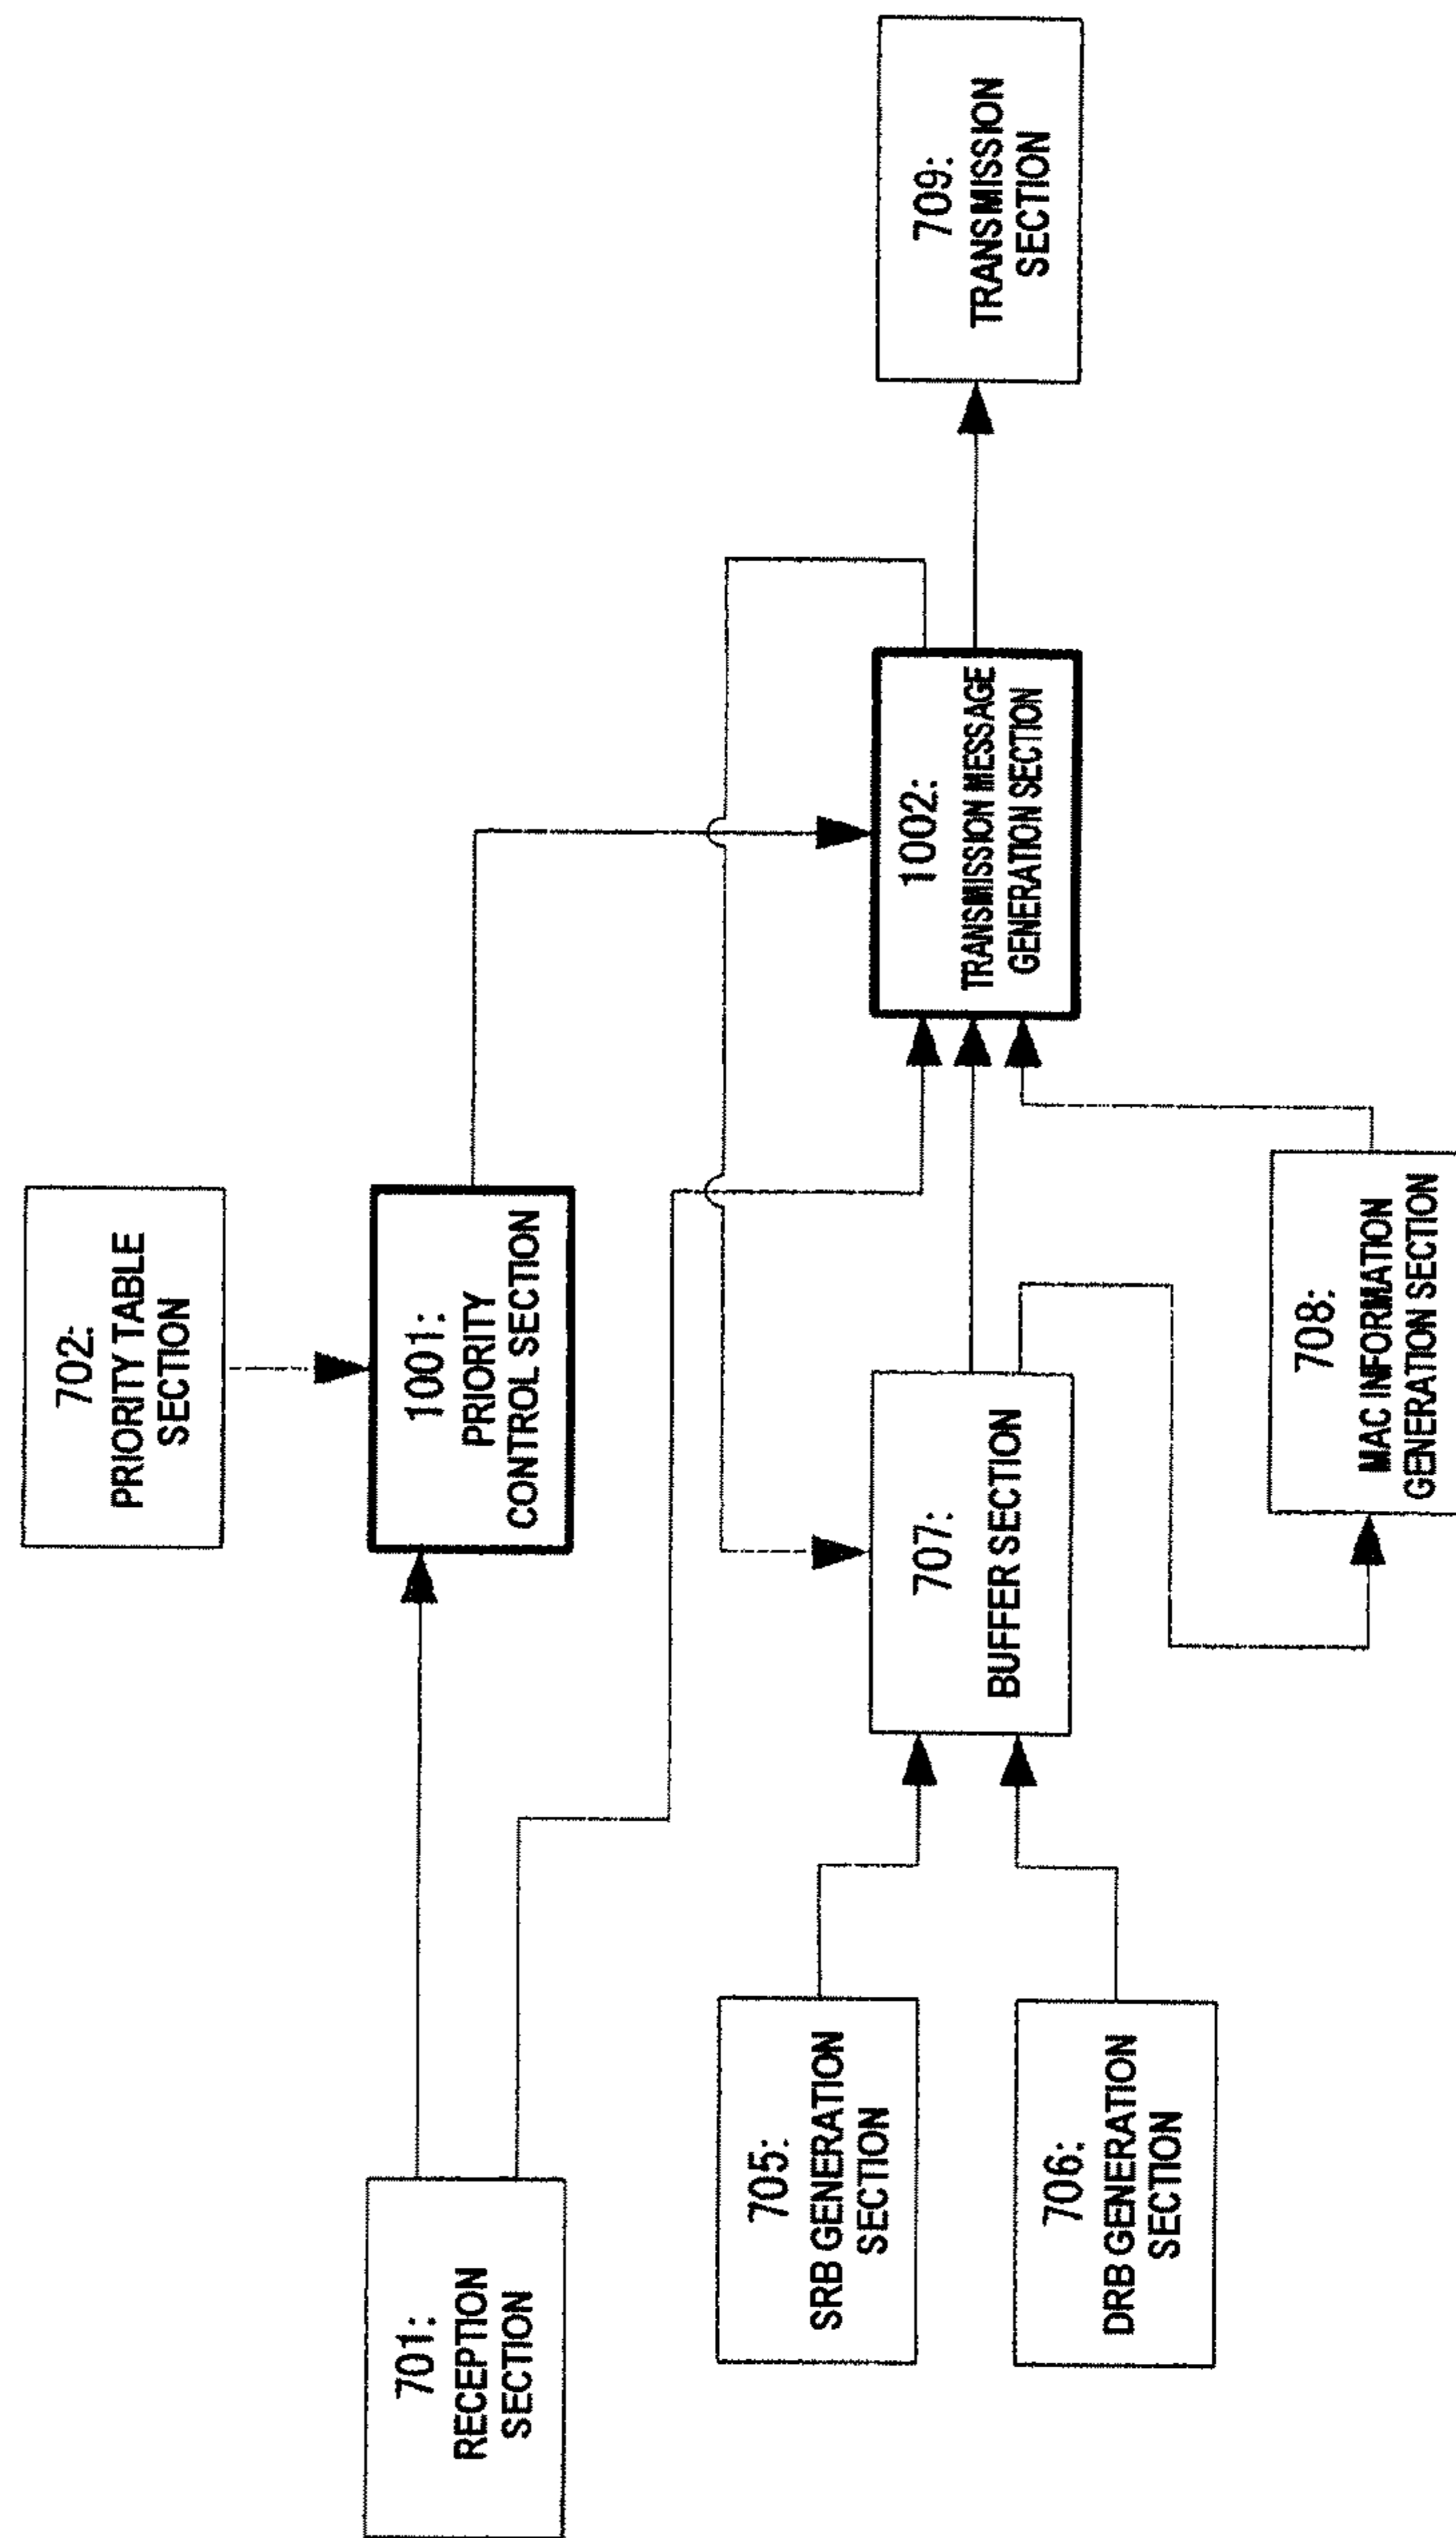 701:
RECEPTION
SECTION
702:
PRIORITY TABLE
SECTION
1001:
PRIORITY
CONTROL SECTION
705:
SRB GENERATION
SECTION
706:
DRB GENERATION
SECTION
707:
BUFFER SECTION
708:
MAC INFORMATION
GENERATION SECTION
1002:
TRANSMISSION MESSAGE
GENERATION SECTION
709:
TRANSMISSION
SECTION